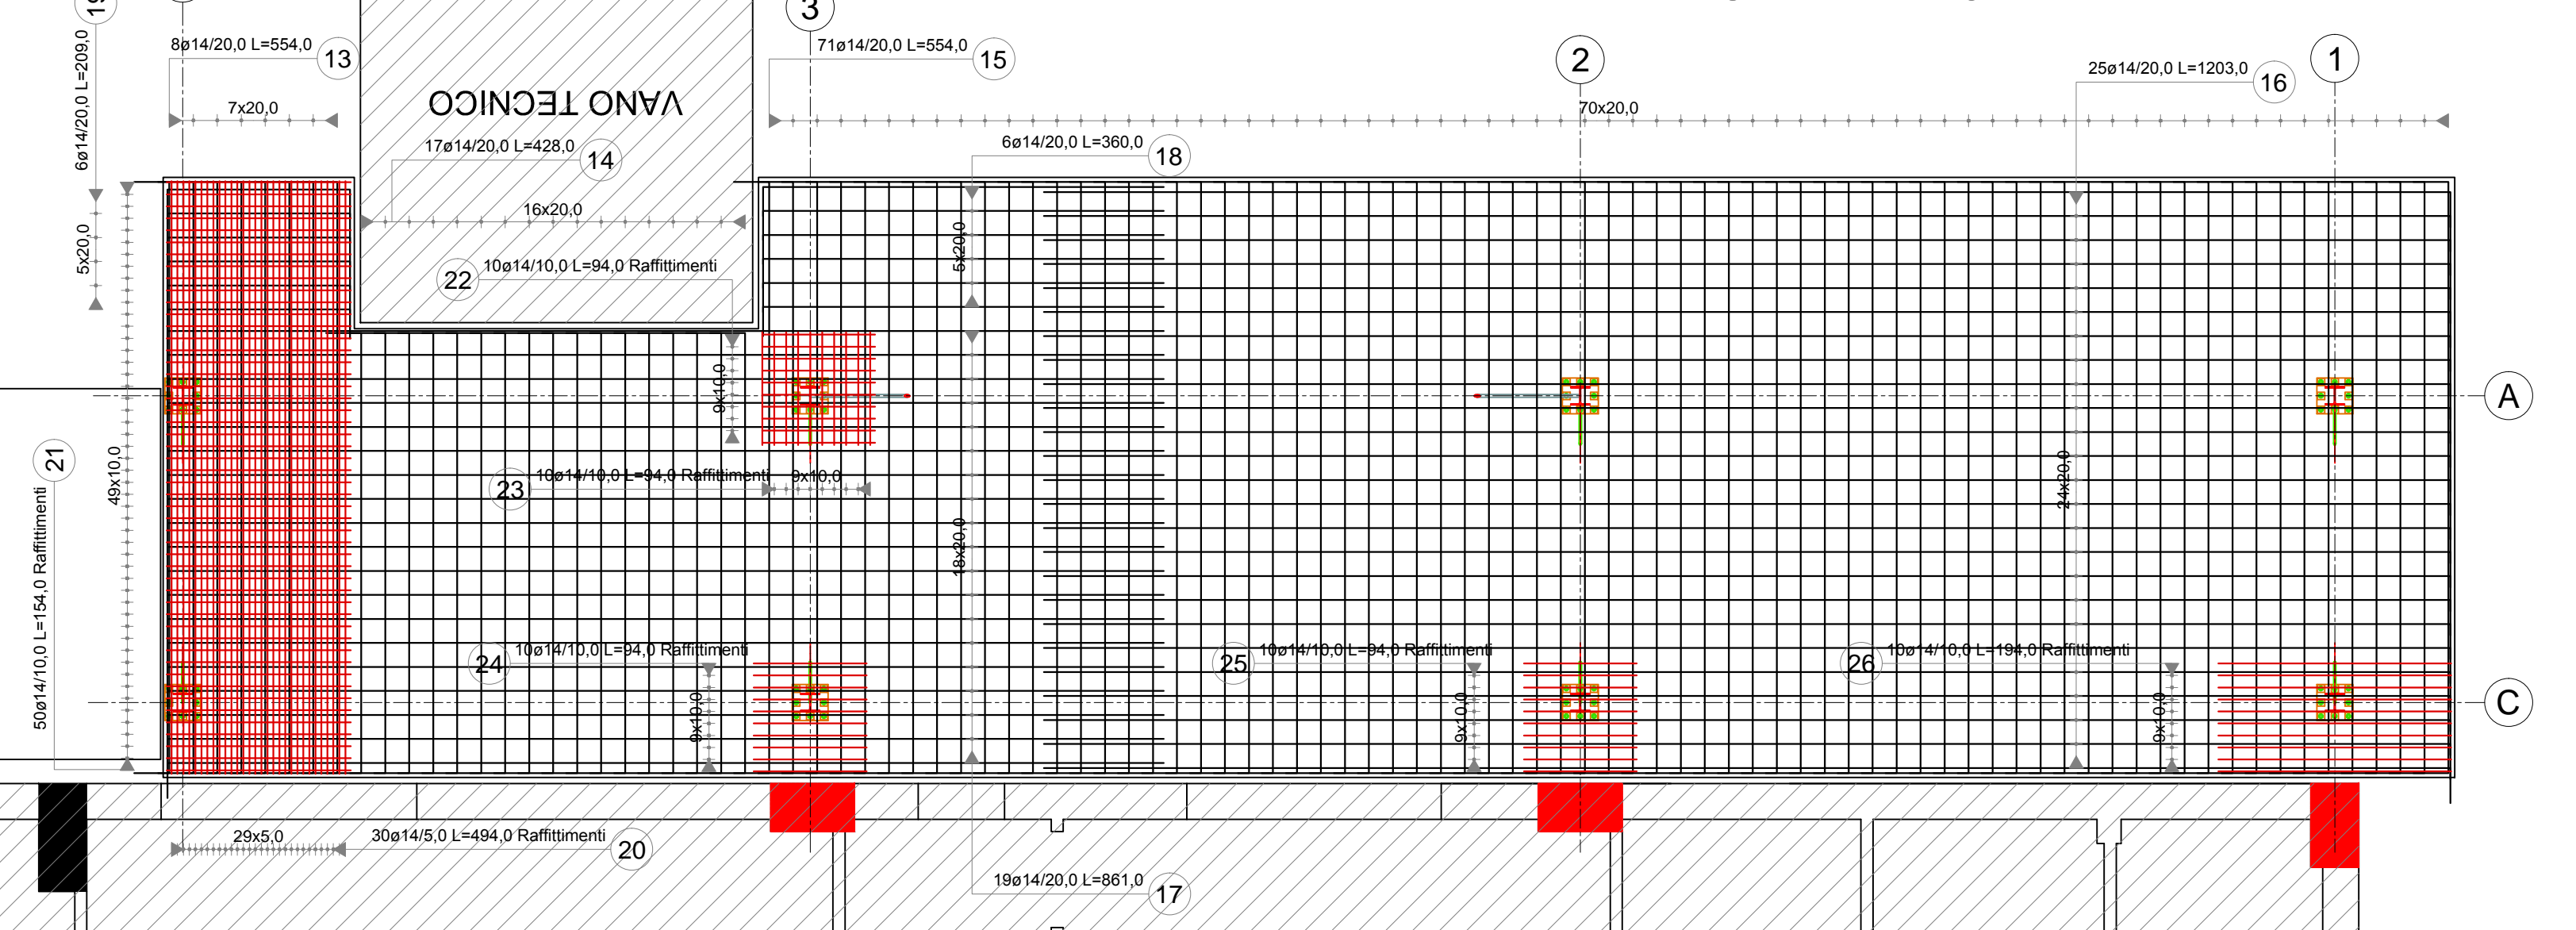 3
2
1
8ø14/20,0 L=554,0
13
71ø14/20,0 L=554,0
15
25ø14/20,0 L=1203,0
16
6ø14/20,0 L=209,0
7x20,0
VANO TECNICO
70x20,0
17ø14/20,0 L=428,0
14
6ø14/20,0 L=360,0
18
16x20,0
5x20,0
5x20,0
22
10ø14/10,0 L=94,0 Raffittimenti
9x10,0
A
21
50ø14/10,0 L=154,0 Raffittimenti
49x10,0
23
10ø14/10,0 L=94,0 Raffittimenti
9x10,0
18x20,0
24x20,0
24
10ø14/10,0 L=94,0 Raffittimenti
9x10,0
25
10ø14/10,0 L=94,0 Raffittimenti
9x10,0
26
10ø14/10,0 L=194,0 Raffittimenti
9x10,0
C
29x5,0
30ø14/5,0 L=494,0 Raffittimenti
20
19ø14/20,0 L=861,0
17